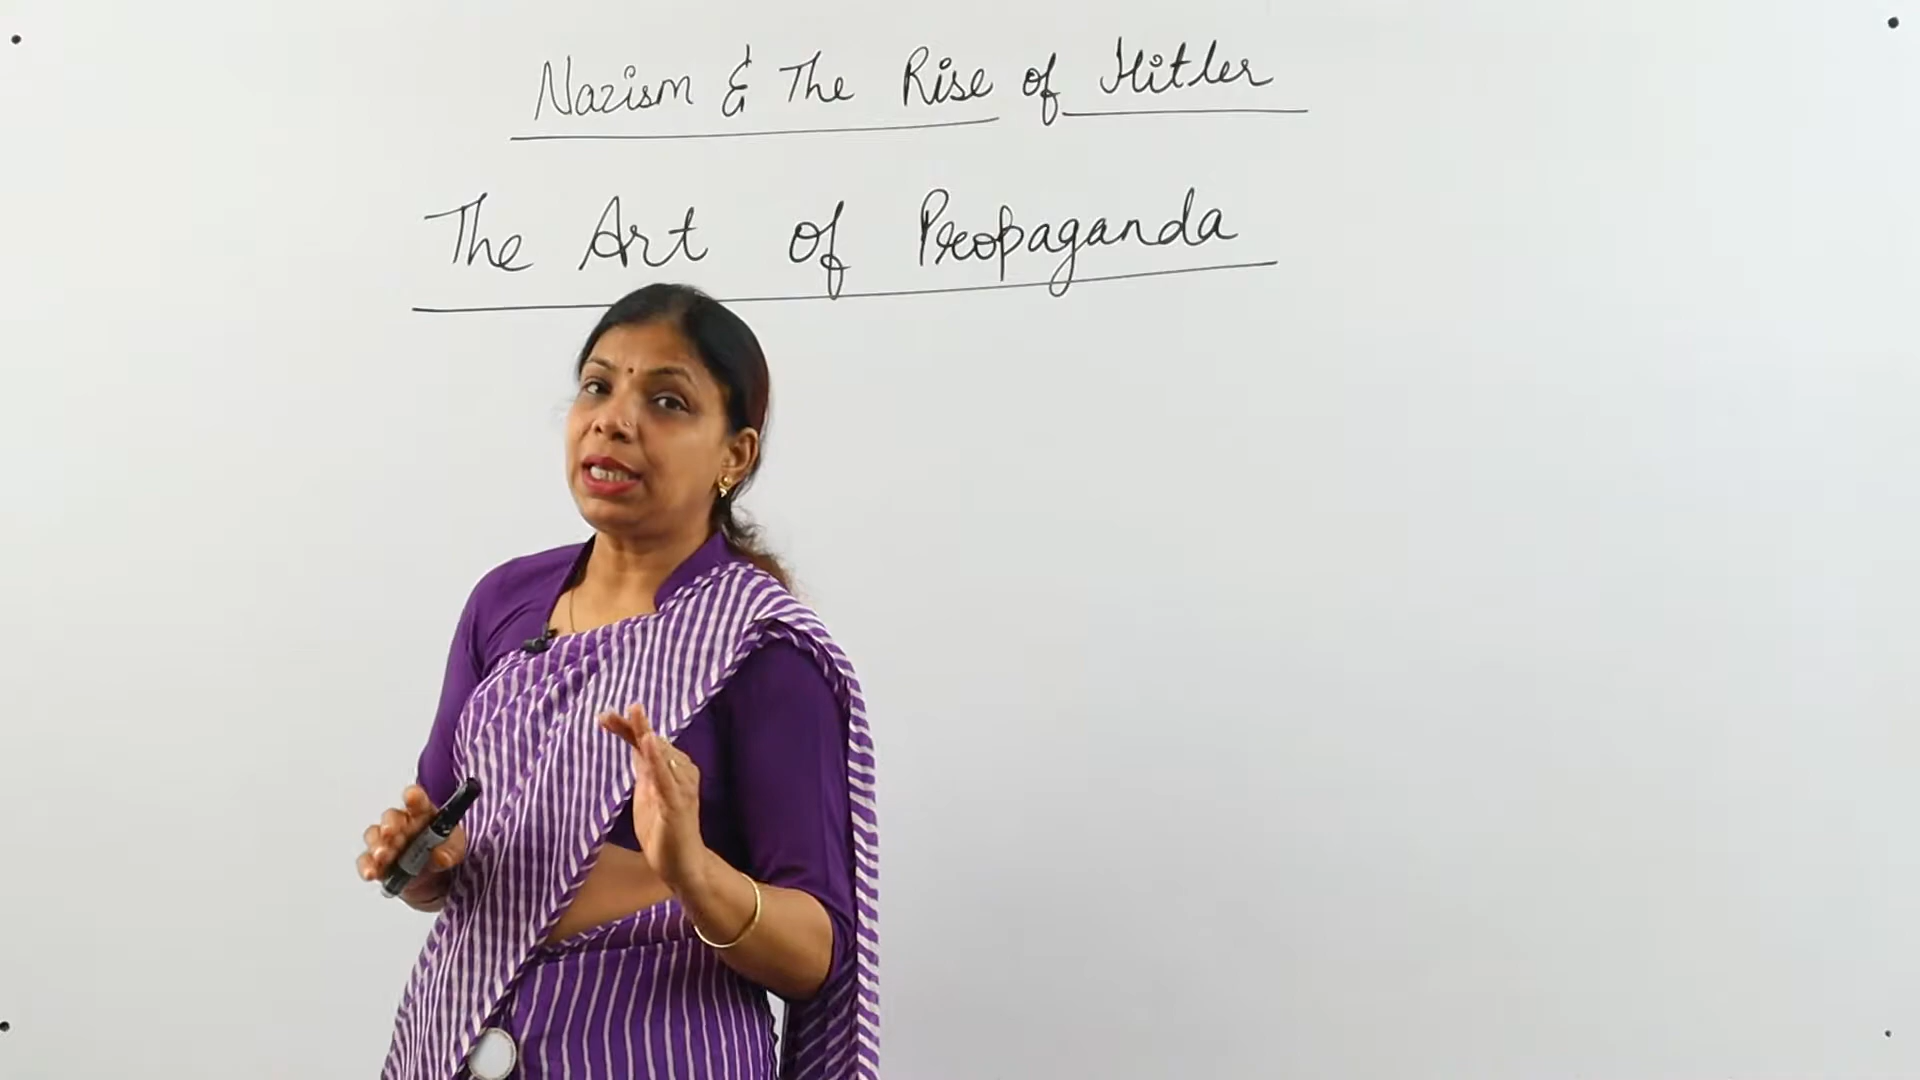 Nazism & The Rise of Hitler
The Art of Propaganda